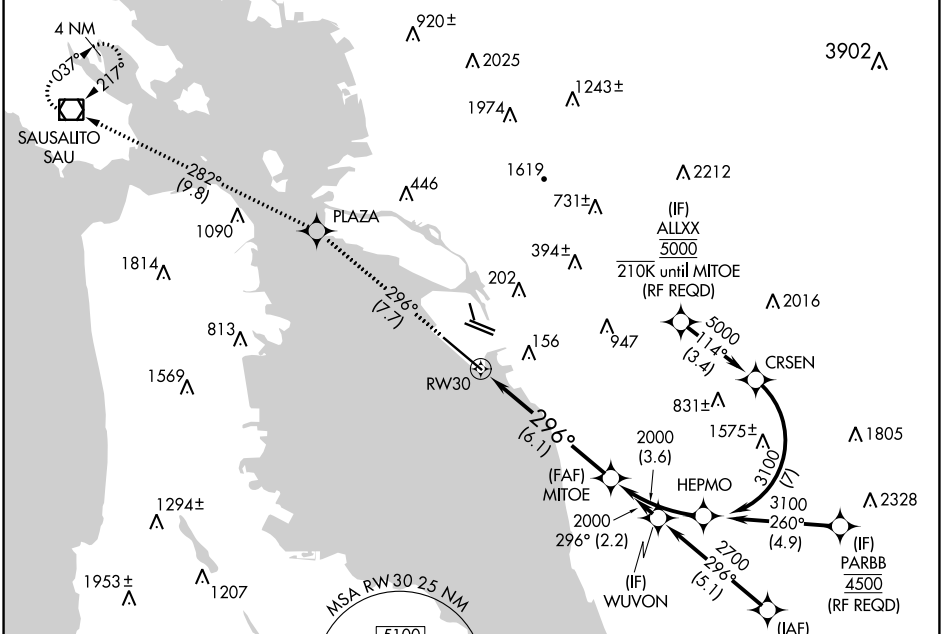 4 NM
037°
217°
SAUSALITO
SAU
920±
2025
1974
1243±
3902
282°
(9.8)
1090
446
1619
731±
2212
PLAZA
(IF)
ALLXX
5000
210K until MITOE
(RF REQD)
394±
202
1814
296°
(7.7)
813
156
947
2016
5000
114°
(3.4)
CRSEN
RW30
1569
831±
1575±
1805
296°
(6.1)
2000
(3.6)
3100
(7)
(FAF)
MITOE
HEPMO
3100
260°
(4.9)
2328
1294±
2000
296° (2.2)
2700
296°
(5.1)
(IF)
WUVON
(IF)
PARBB
4500
(RF REQD)
1953±
1207
MSA RW30 25 NM
5100
(IAF)